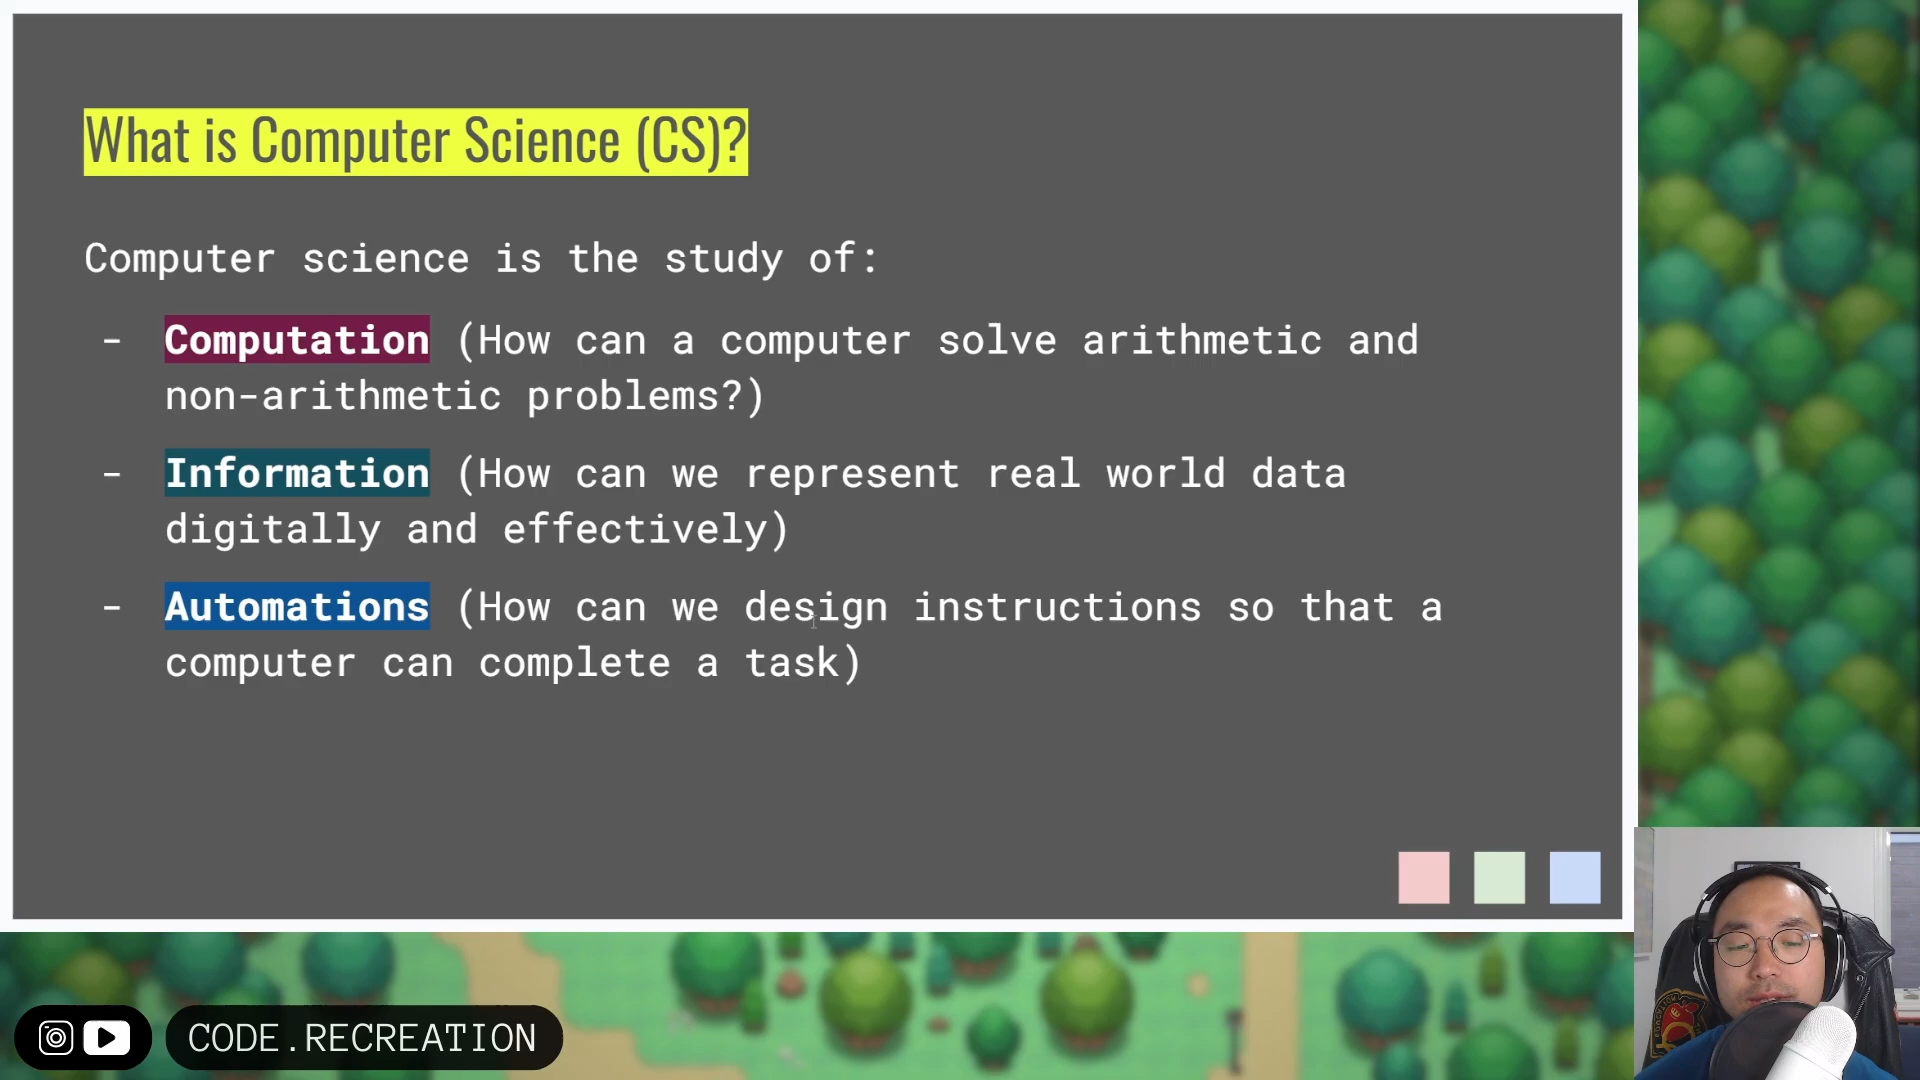 What is Computer Science (CS)?
Computer science is the study of:
- Computation (How can a computer solve arithmetic and
non-arithmetic problems?)
- Information (How can we represent real world data
digitally and effectively)
- Automations (How can we design instructions so that a
computer can complete a task)
CODE.RECREATION